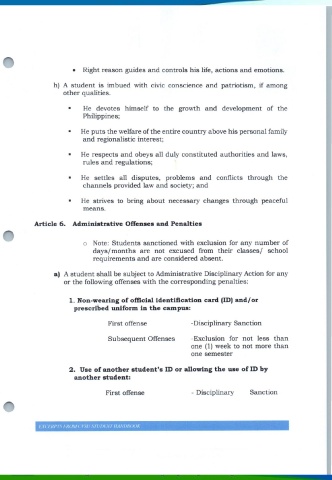 • Right reason guides and controls his life, actions and emotions.
h) A student is imbued with civic conscience and patriotism, if among
other qualities.
• He devotes himself to the growth and development of the
Philippines;
• He puts the welfare of the entire country above his personal family
and regionalistic interest;
• He respects and obeys all duly constituted authorities and laws,
rules and regulations;
• He settles all disputes, problems and conflicts through the
channels provided law and society; and
• He strives to bring about necessary changes through peaceful
means.
Article 6. Administrative Offenses and Penalties
o Note: Students sanctioned with exclusion for any number of
days/months are not excused from their classes/ school
requirements and are considered absent.
a) A student shall be subject to Administrative Disciplinary Action for any
or the following offenses with the corresponding penalties:
1. Non-wearing of official identification card (ID) and/or
prescribed uniform in the campus:
First offense -Disciplinary Sanction
Subsequent Offenses -Exclusion for not less than
one (1) week to not more than
one semester
2. Use of another student's ID or allowing the use of ID by
another student:
First offense - Disciplinary Sanction
STUDENT HANDBOOK